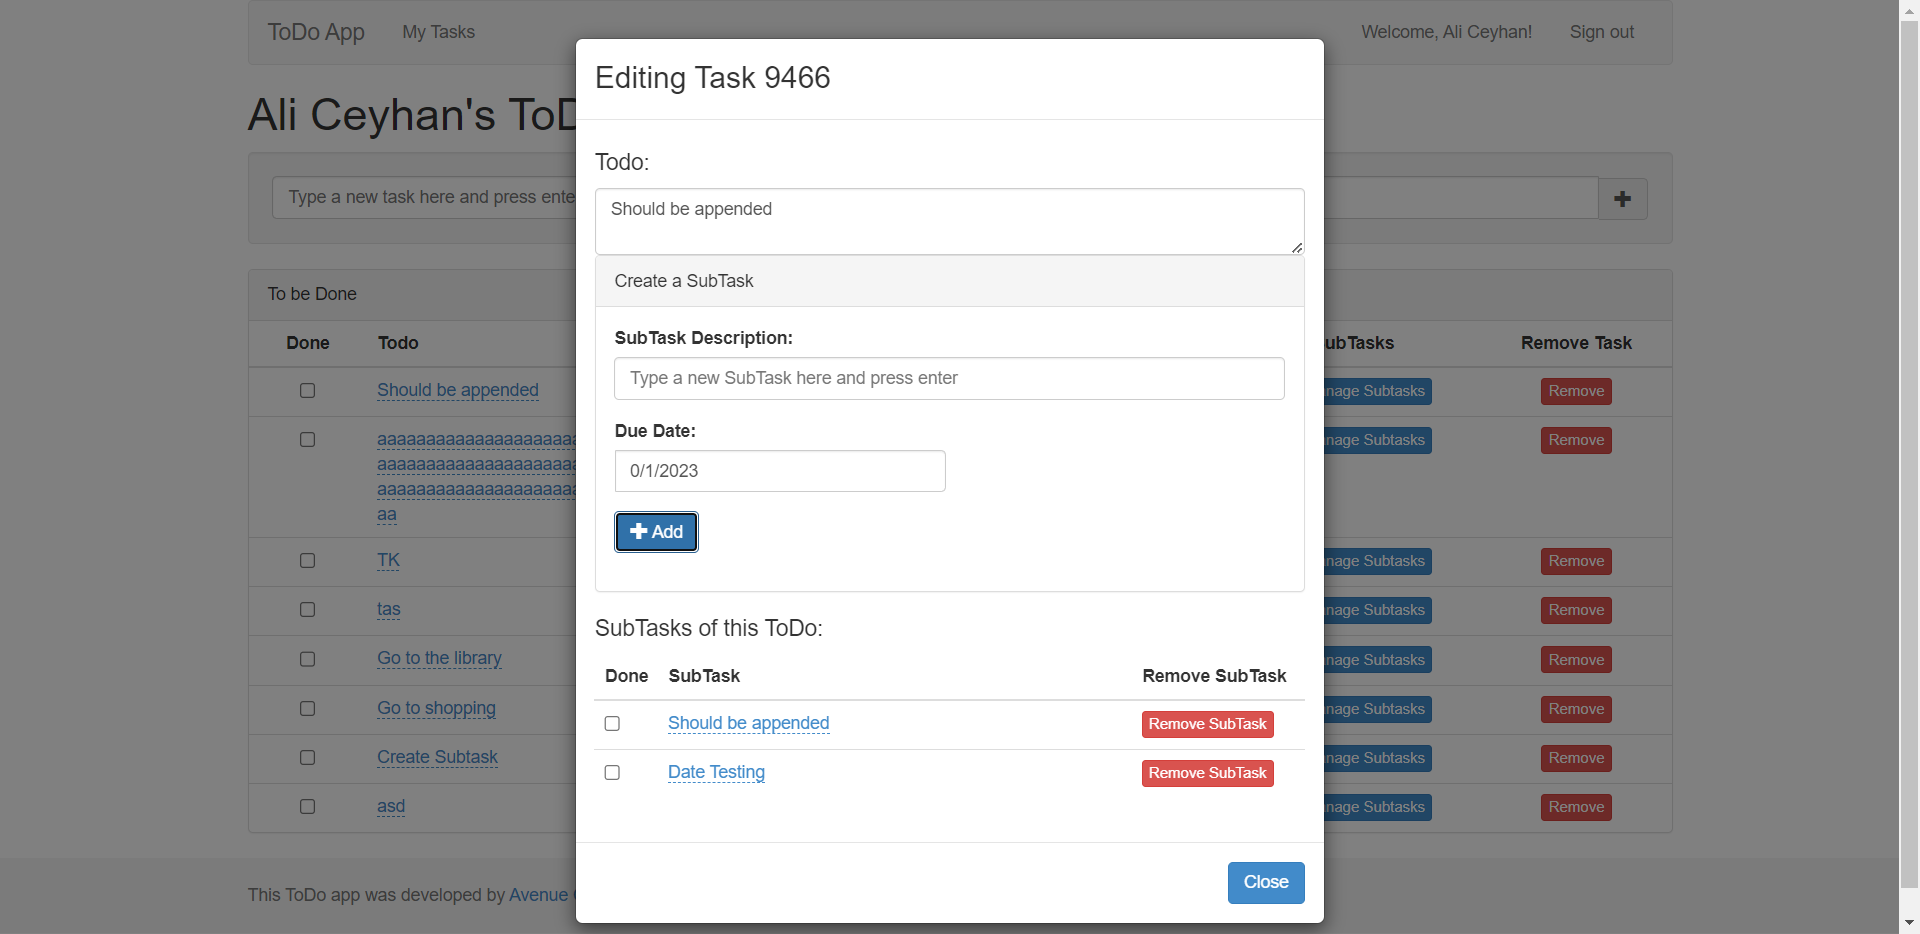 ToDo App My Tasks Welcome, Ali Ceyhan! Sign out
Ali Ceyhan's ToD
Type a new task here and press ente
To be Done
Done Todo ubTasks Remove Task
Should be appended nage Subtasks Remove
aaaaaaaaaaaaaaaaaaaaa nage Subtasks Remove
aaaaaaaaaaaaaaaaaaaaa
aaaaaaaaaaaaaaaaaaaaa
aa
TK nage Subtasks Remove
tas nage Subtasks Remove
Go to the library nage Subtasks Remove
Go to shopping nage Subtasks Remove
Create Subtask nage Subtasks Remove
asd nage Subtasks Remove
This ToDo app was developed by Avenue
Editing Task 9466
Todo:
Should be appended
Create a SubTask
SubTask Description:
Type a new SubTask here and press enter
Due Date:
0/1/2023
Add
SubTasks of this ToDo:
Done SubTask Remove SubTask
Should be appended Remove SubTask
Date Testing Remove SubTask
Close